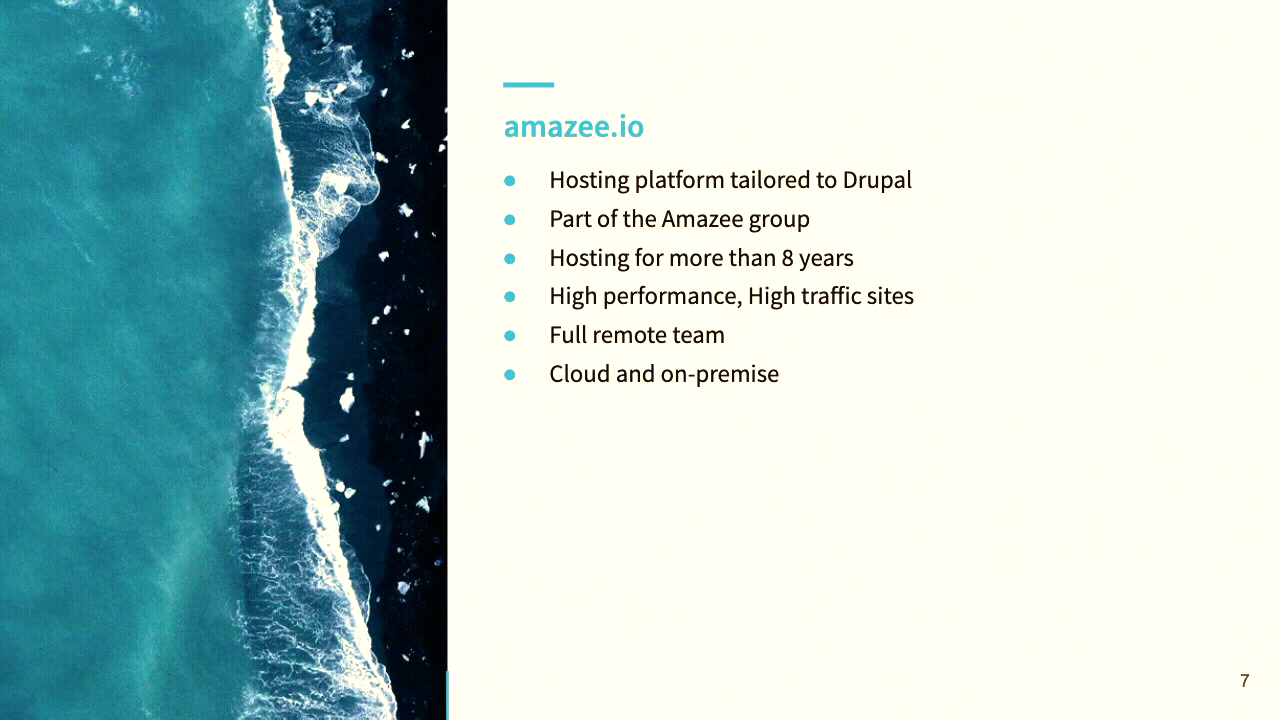 amazee.io
● Hosting platform tailored to Drupal
● Part of the Amazee group
● Hosting for more than 8 years
● High performance, High traffic sites
● Full remote team
● Cloud and on-premise
7